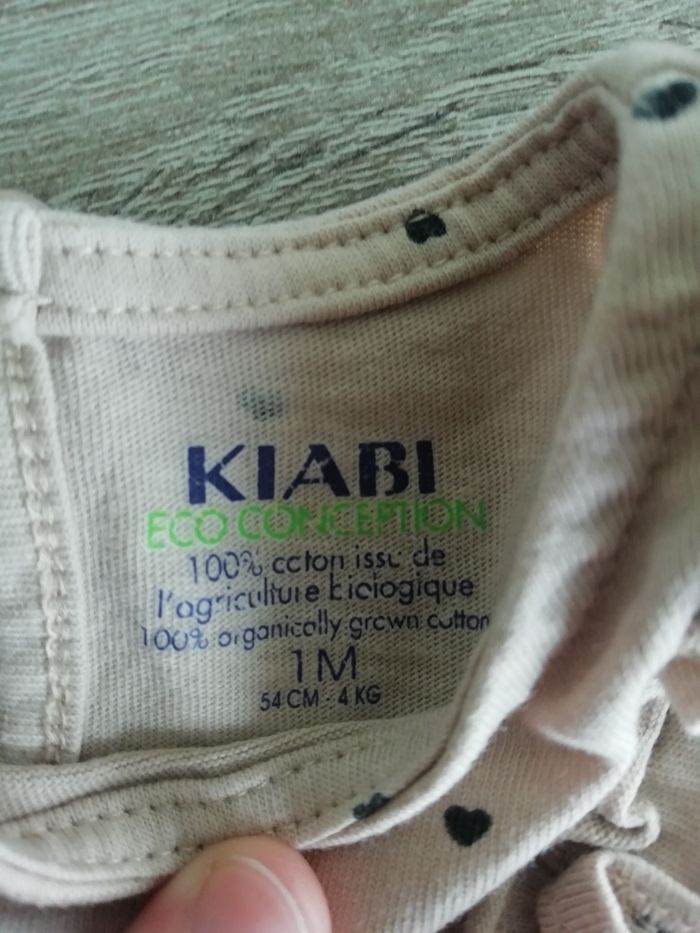 KIABI
ECO CONCEPTION
100% coton issu de
l'agriculture biologique
100% organically grown cotton
1M
54 CM - 4 KG